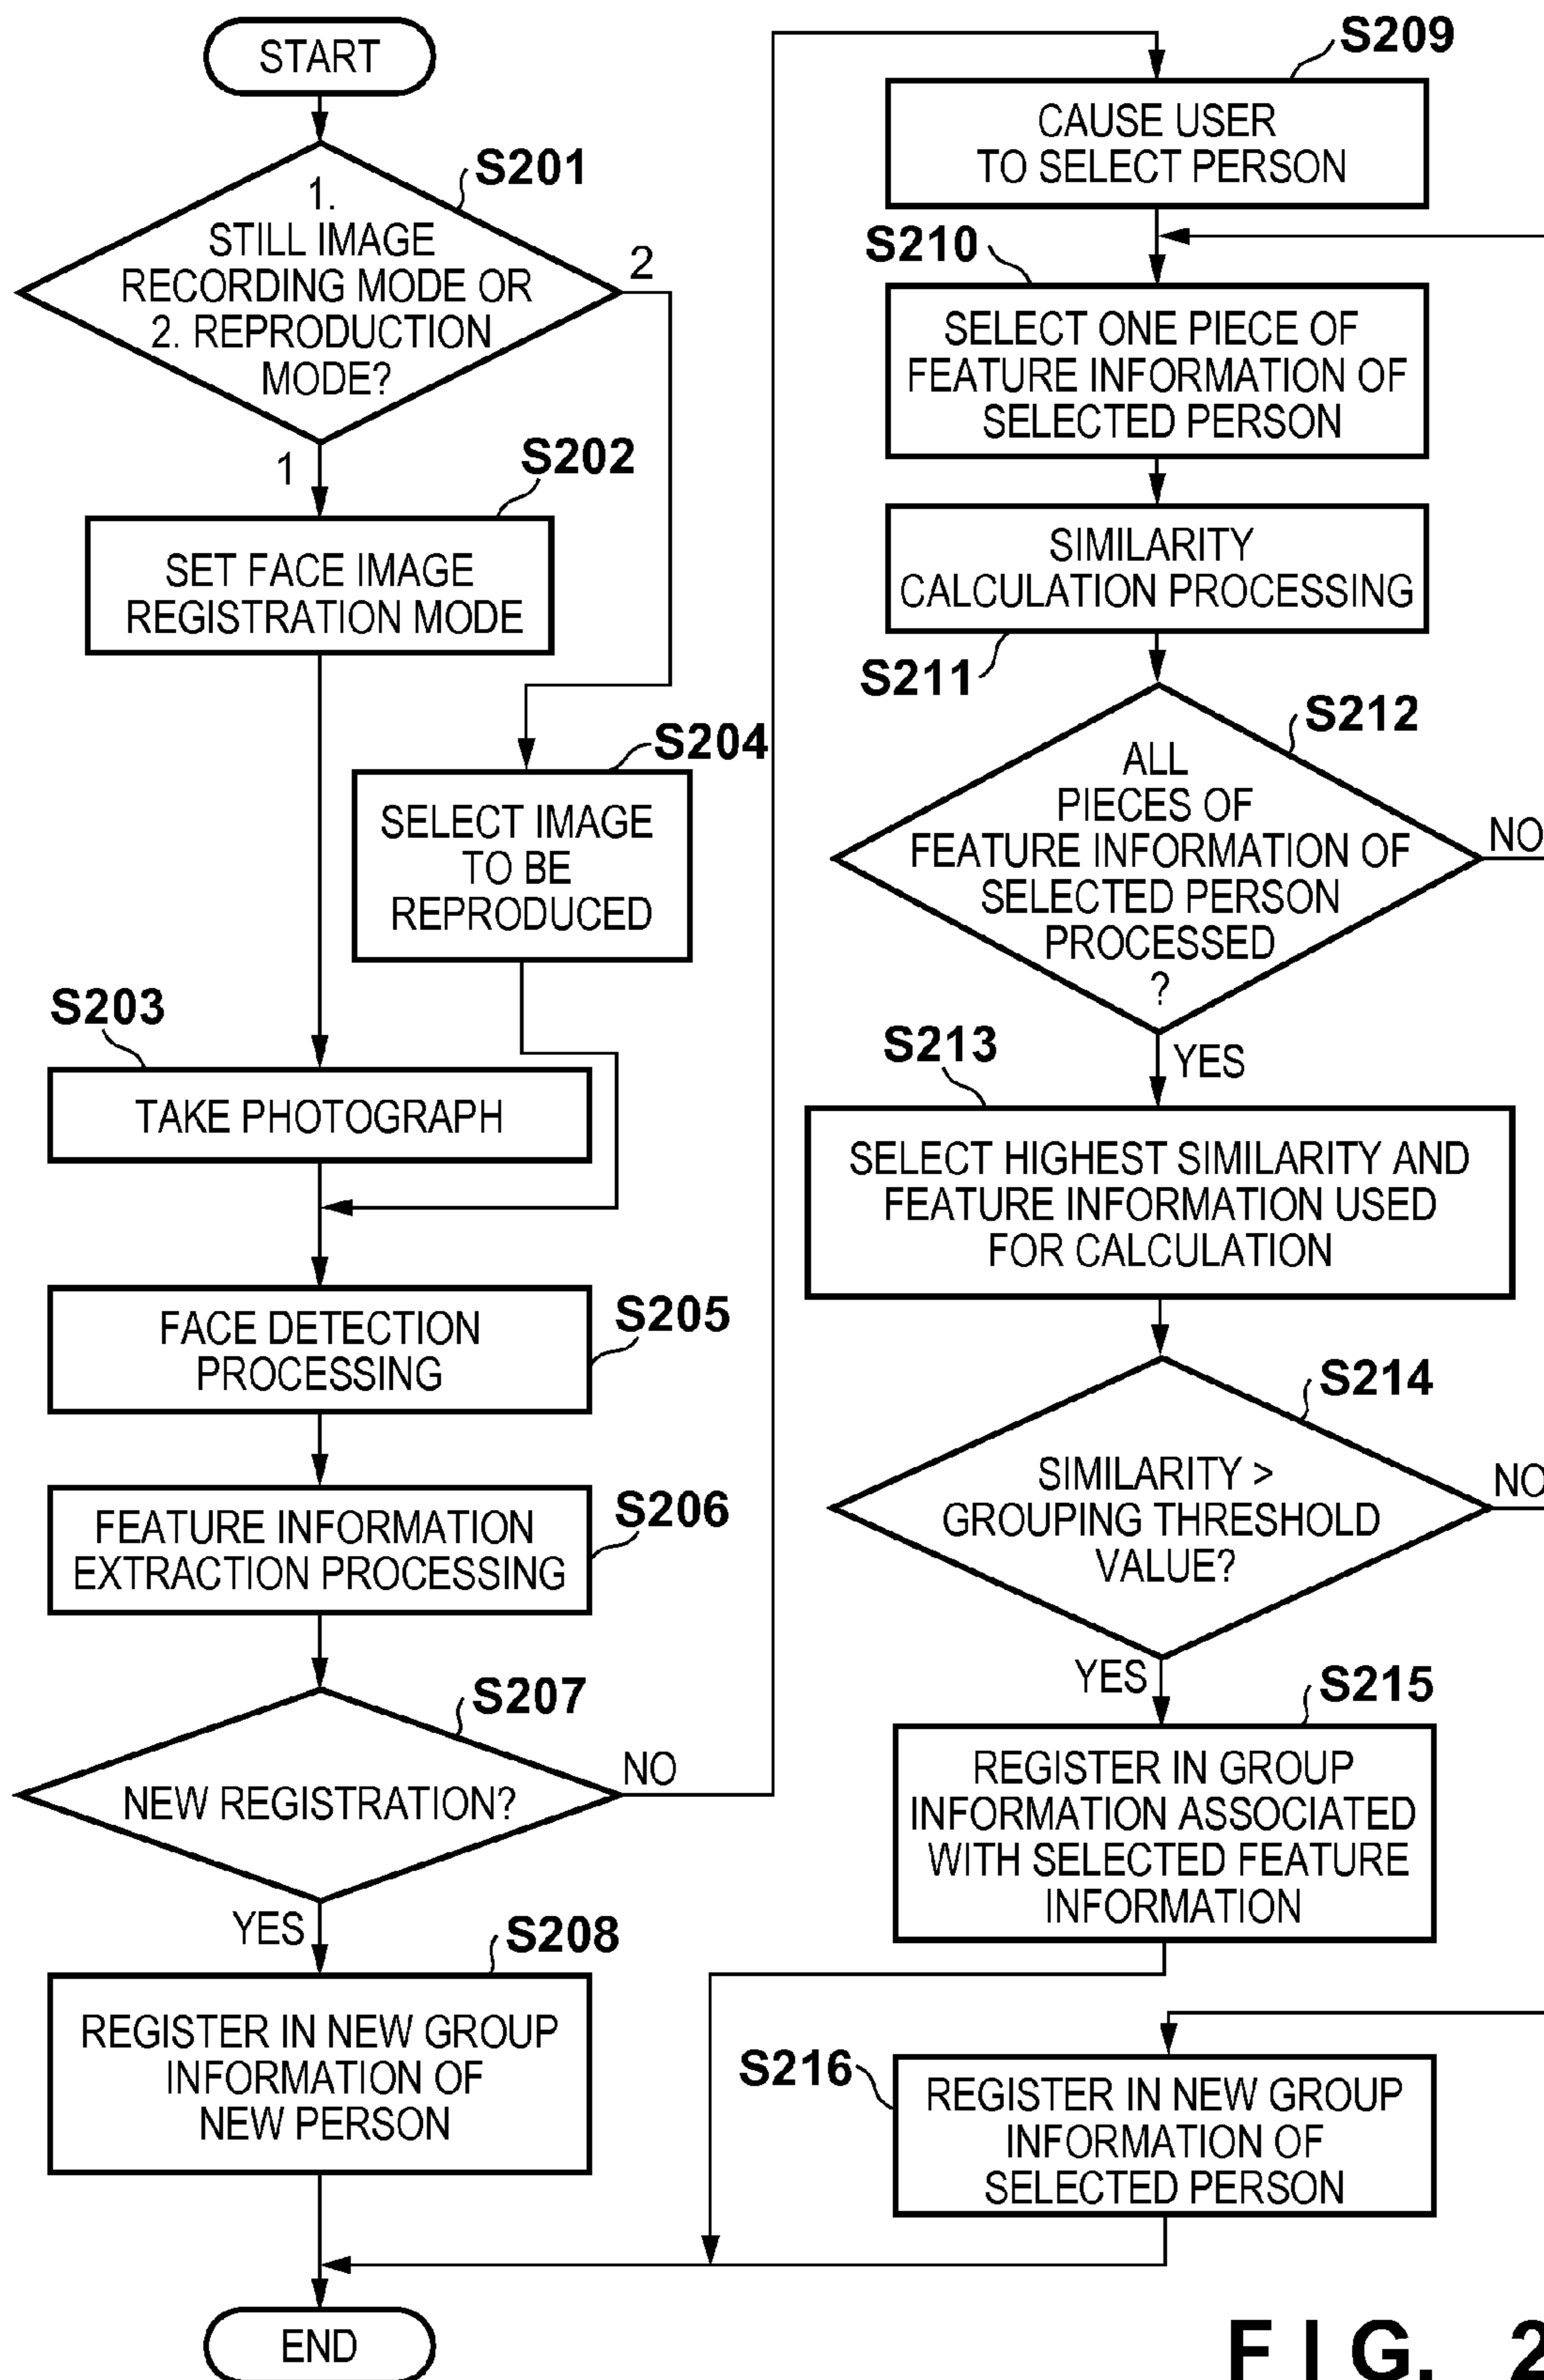 START
S201
1.
STILL IMAGE
RECORDING MODE OR
2. REPRODUCTION
MODE?
2
1
S202
SET FACE IMAGE
REGISTRATION MODE
S204
SELECT IMAGE
TO BE
REPRODUCED
S203
TAKE PHOTOGRAPH
FACE DETECTION
PROCESSING
S205
FEATURE INFORMATION
EXTRACTION PROCESSING
S206
S207
NEW REGISTRATION?
NO
YES
S208
REGISTER IN NEW GROUP
INFORMATION OF
NEW PERSON
END
S209
CAUSE USER
TO SELECT PERSON
S210
SELECT ONE PIECE OF
FEATURE INFORMATION OF
SELECTED PERSON
SIMILARITY
CALCULATION PROCESSING
S211
S212
ALL
PIECES OF
FEATURE INFORMATION OF
SELECTED PERSON
PROCESSED
?
NO
YES
S213
SELECT HIGHEST SIMILARITY AND
FEATURE INFORMATION USED
FOR CALCULATION
S214
SIMILARITY >
GROUPING THRESHOLD
VALUE?
NO
YES
S215
REGISTER IN GROUP
INFORMATION ASSOCIATED
WITH SELECTED FEATURE
INFORMATION
S216
REGISTER IN NEW GROUP
INFORMATION OF
SELECTED PERSON
FIG. 2